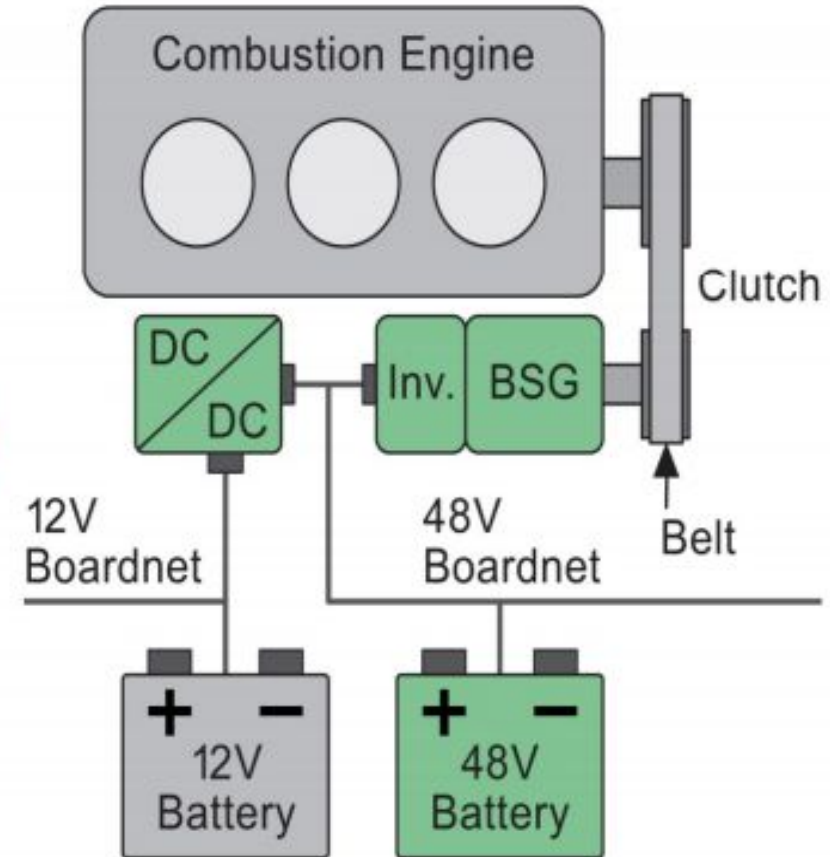 Combustion Engine
Clutch
DC
DC
Inv.
BSG
12V
Boardnet
48V
Boardnet
Belt
+ −
12V
Battery
+ −
48V
Battery